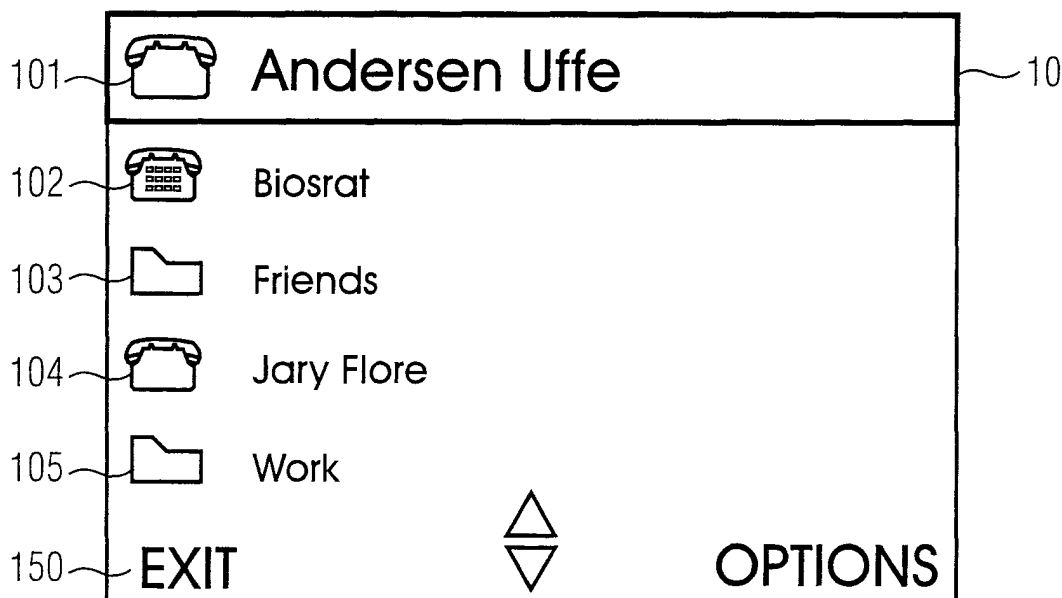 101 Andersen Uffe 10
102 Biosrat
103 Friends
104 Jary Flore
105 Work
150 EXIT OPTIONS